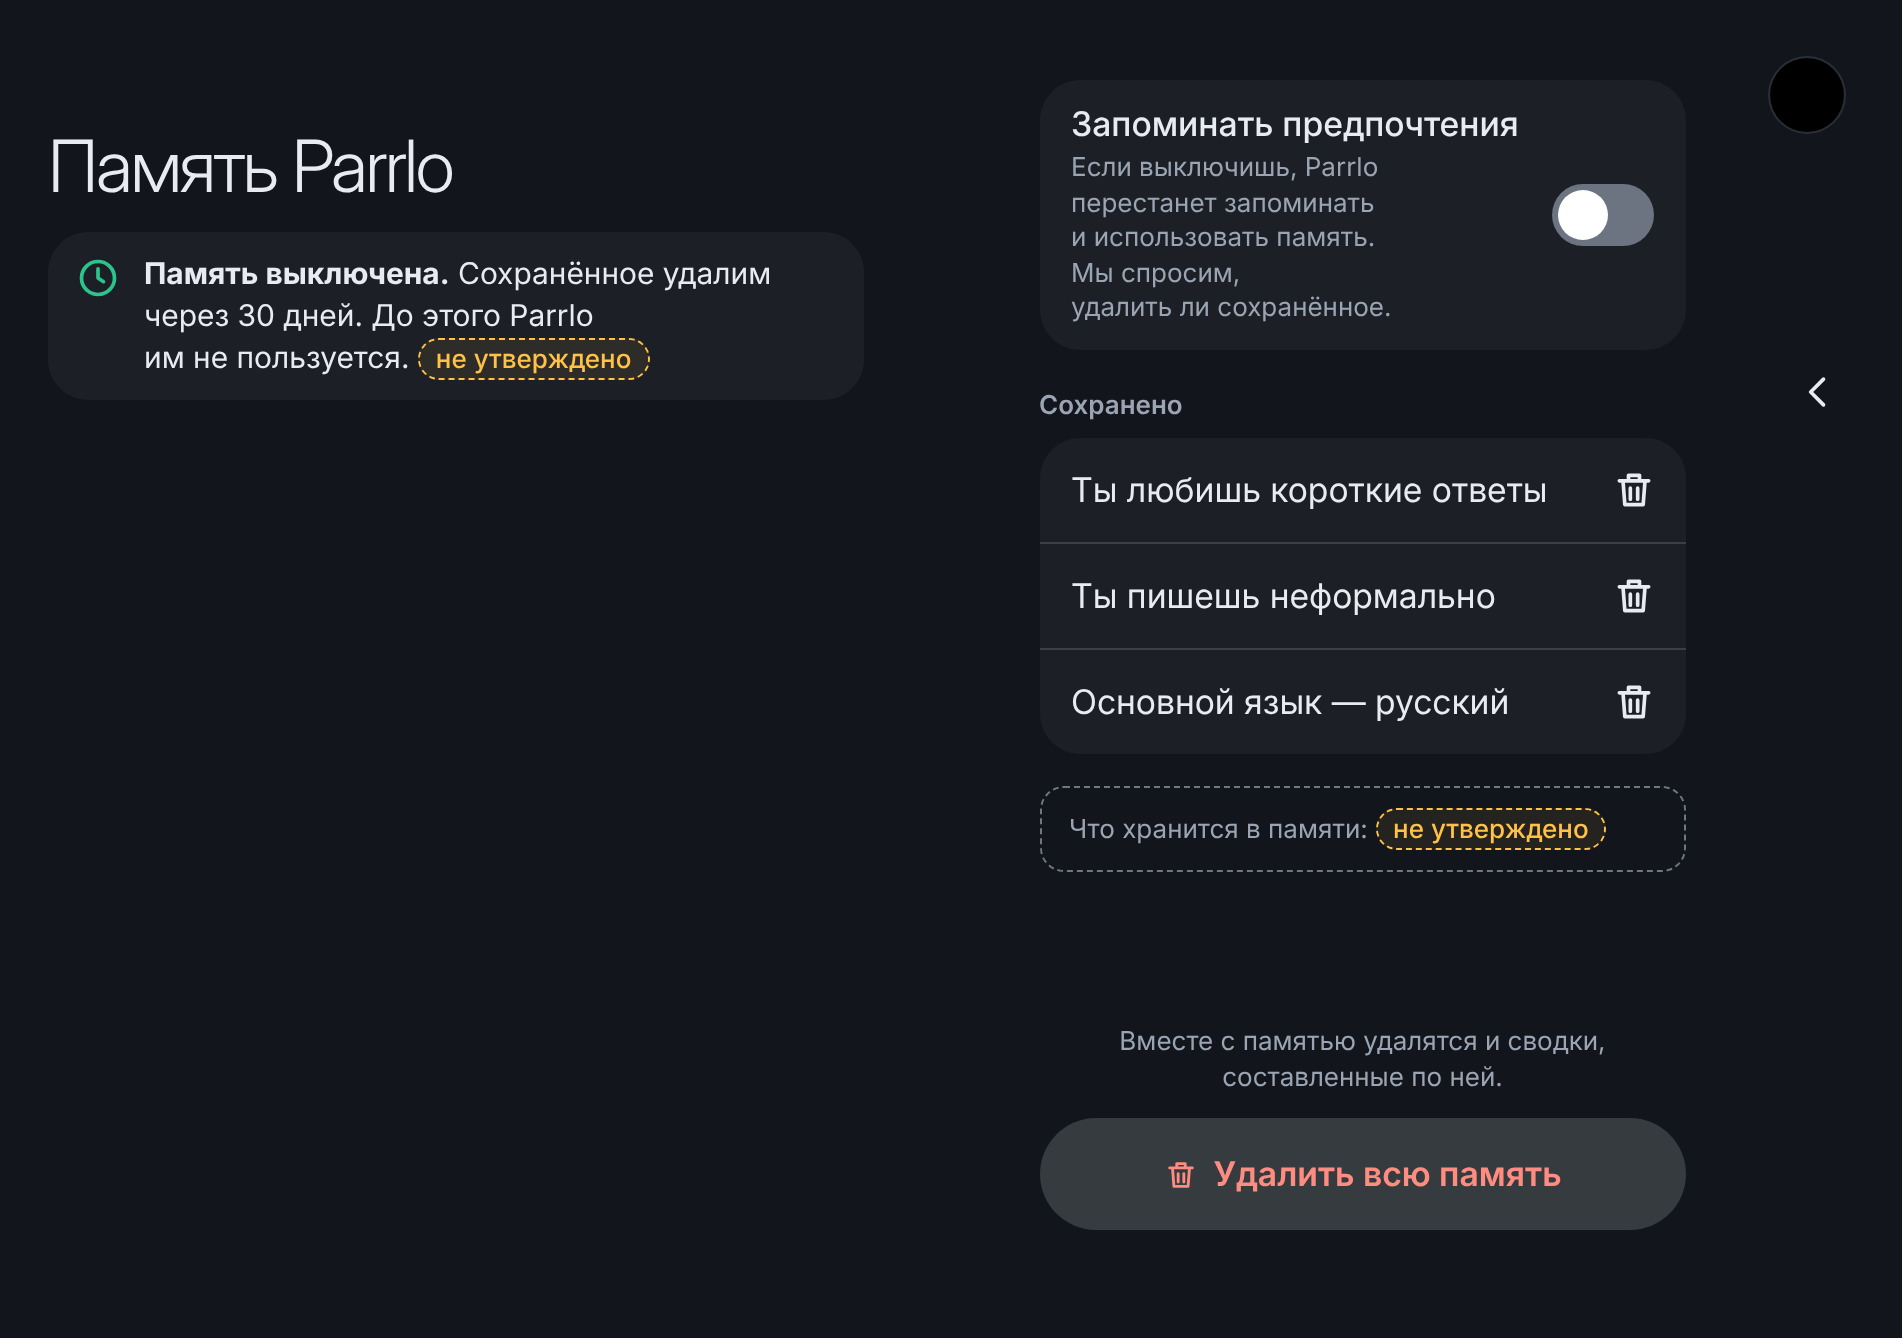 Память Parrlo
Память выключена. Сохранённое удалим
через 30 дней. До этого Parrlo
им не пользуется. не утверждено
Запоминать предпочтения
Если выключишь, Parrlo
перестанет запоминать
и использовать память.
Мы спросим,
удалить ли сохранённое.
Сохранено
Ты любишь короткие ответы
Ты пишешь неформально
Основной язык — русский
Что хранится в памяти: не утверждено
Вместе с памятью удалятся и сводки,
составленные по ней.
Удалить всю память